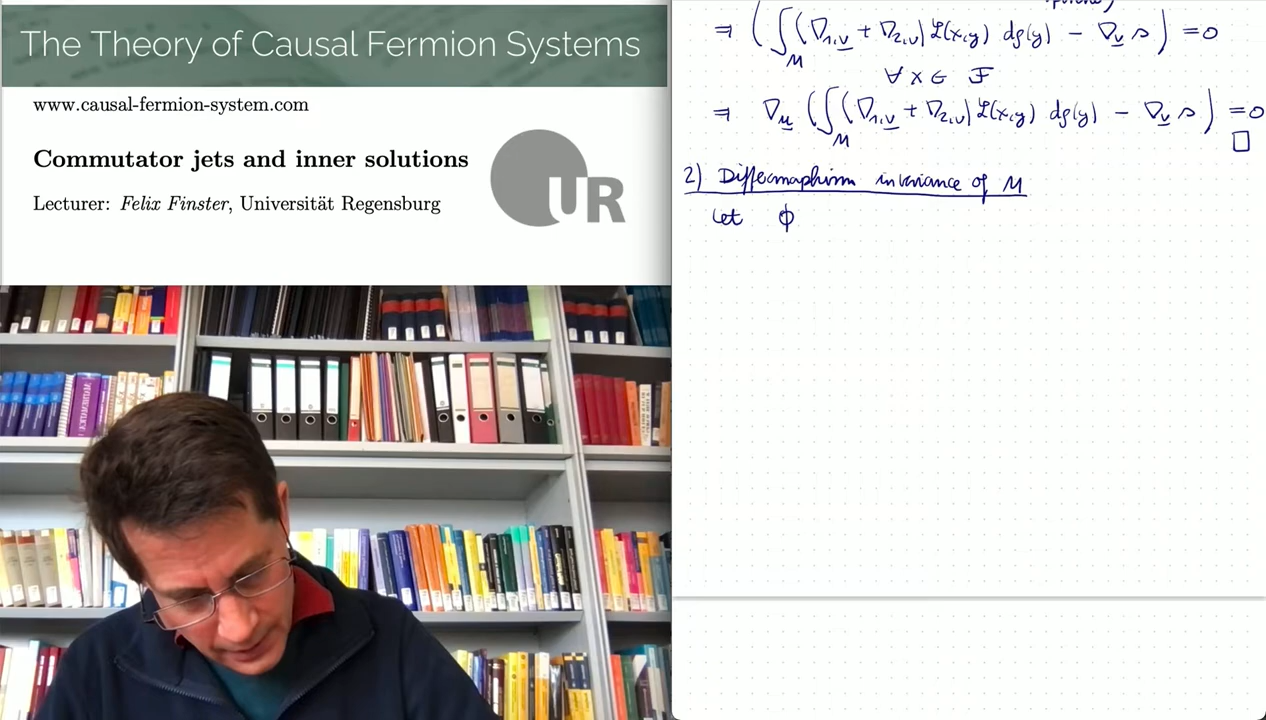 The Theory of Causal Fermion Systems
www.causal-fermion-system.com
Commutator jets and inner solutions
Lecturer: Felix Finster, Universität Regensburg
UR
⇒ ( ∫_M (∇_{1,v} + ∇_{2,v}) ℒ(x,y) dρ(y) − ∇_v s ) = 0
∀ x ∈ ℱ
⇒ ∇_u ( ∫_M (∇_{1,v} + ∇_{2,v}) ℒ(x,y) dρ(y) − ∇_v s ) = 0
□
2) Diffeomorphism invariance of M
Let ϕ